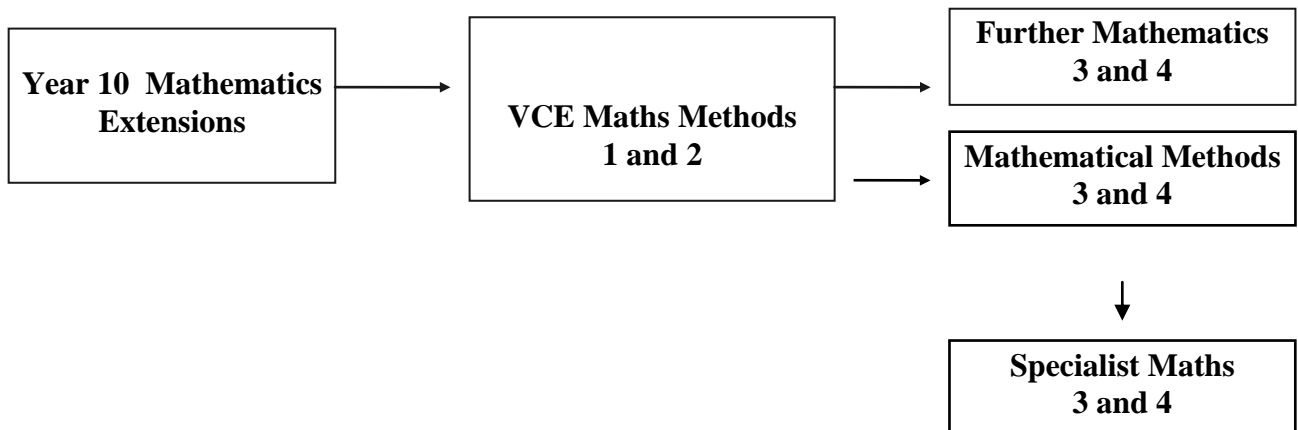 Year 10 Mathematics
Extensions
VCE Maths Methods
1 and 2
Further Mathematics
3 and 4
Mathematical Methods
3 and 4
Specialist Maths
3 and 4